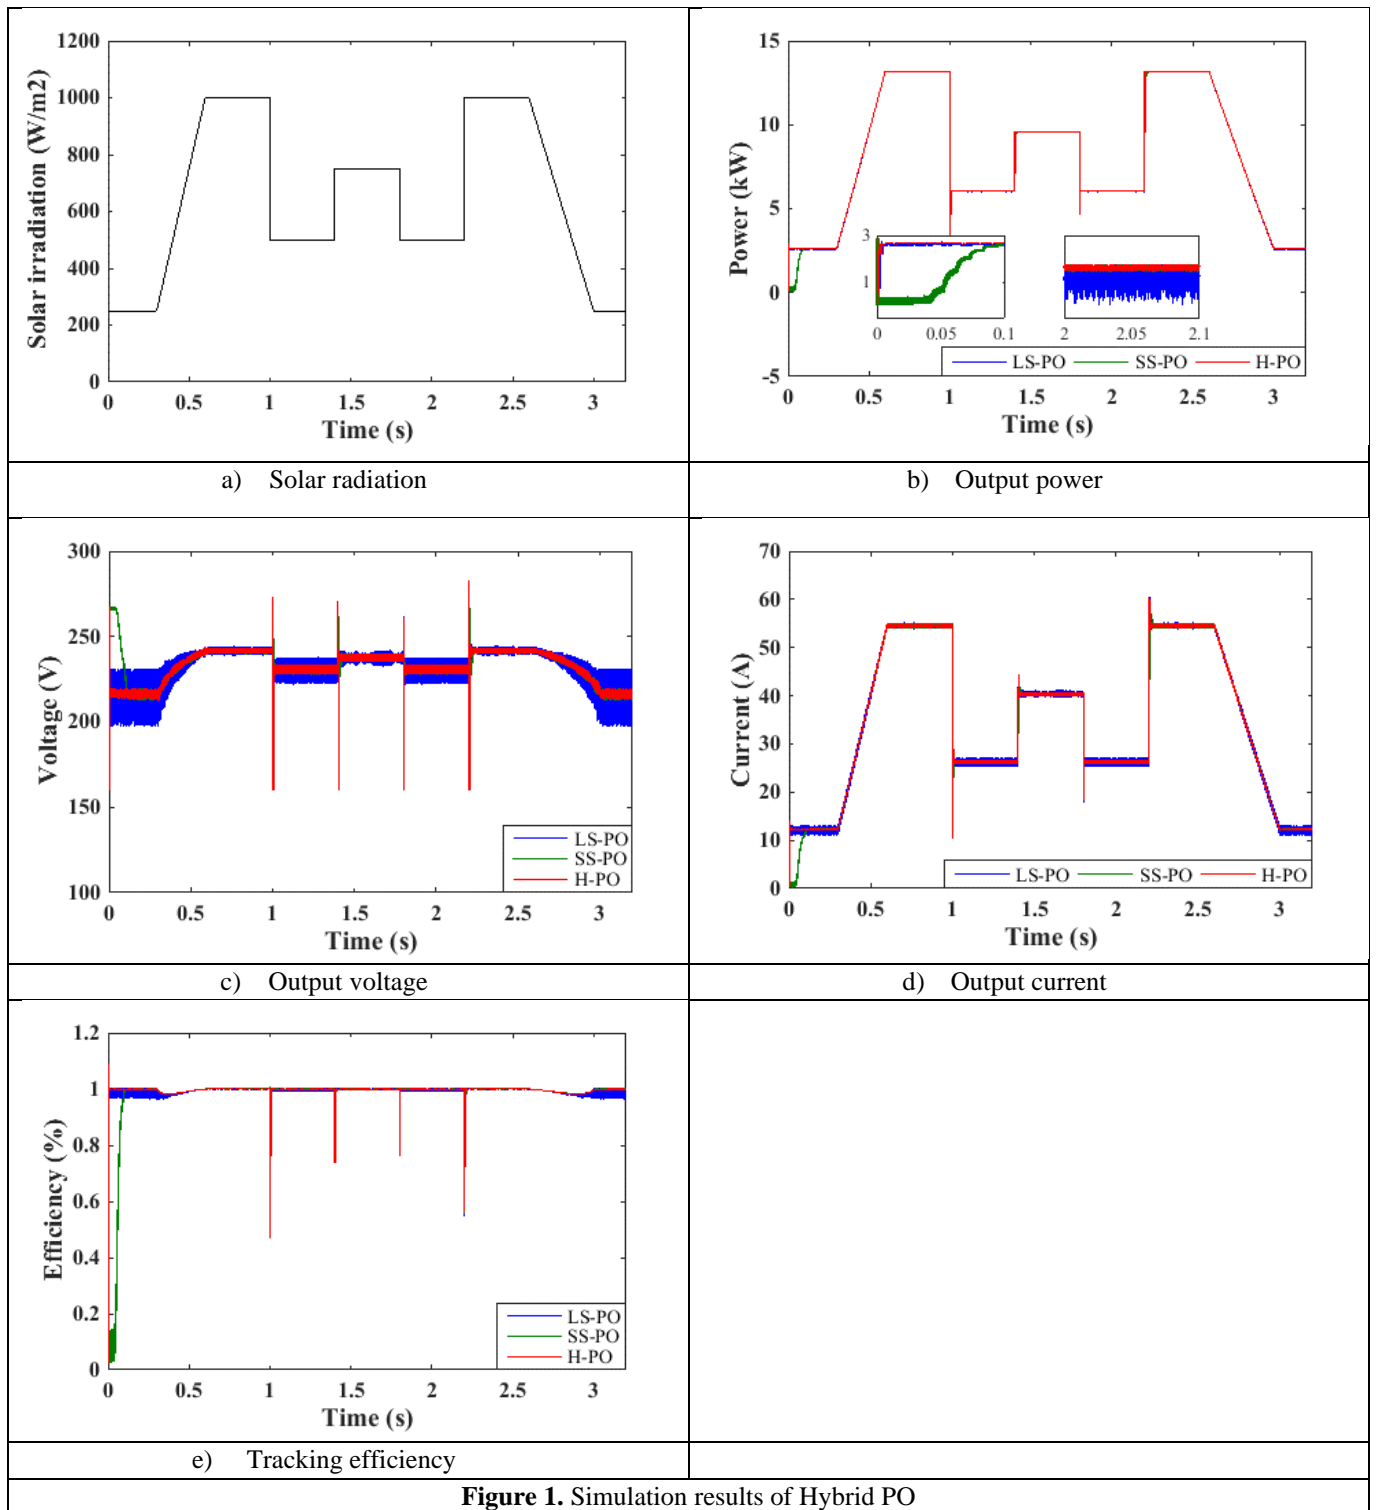 1200
1000
800
600
400
200
0
0 0.5 1 1.5 2 2.5 3
Solar irradiation (W/m2)
Time (s)
15
10
5
0
-5
0 0.5 1 1.5 2 2.5 3
Power (kW)
3
1
0 0.05 0.1
2 2.05 2.1
LS-PO SS-PO H-PO
Time (s)
a) Solar radiation
b) Output power
300
250
200
150
100
0 0.5 1 1.5 2 2.5 3
Voltage (V)
LS-PO
SS-PO
H-PO
Time (s)
70
60
50
40
30
20
10
0
0 0.5 1 1.5 2 2.5 3
Current (A)
LS-PO SS-PO H-PO
Time (s)
c) Output voltage
d) Output current
1.2
1
0.8
0.6
0.4
0.2
0
0 0.5 1 1.5 2 2.5 3
Efficiency (%)
LS-PO
SS-PO
H-PO
Time (s)
e) Tracking efficiency
Figure 1. Simulation results of Hybrid PO